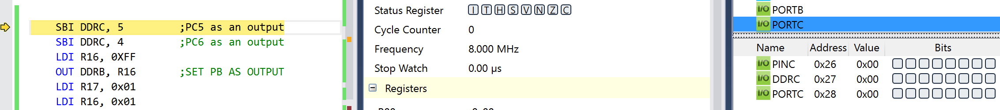 SBI DDRC, 5 ;PC5 as an output
SBI DDRC, 4 ;PC6 as an output
LDI R16, 0XFF
OUT DDRB, R16 ;SET PB AS OUTPUT
LDI R17, 0x01
LDI R16, 0x01
Status Register I T H S V N Z C
Cycle Counter 0
Frequency 8.000 MHz
Stop Watch 0.00 µs
Registers
I/O PORTB
I/O PORTC
Name Address Value Bits
I/O PINC 0x26 0x00
I/O DDRC 0x27 0x00
I/O PORTC 0x28 0x00